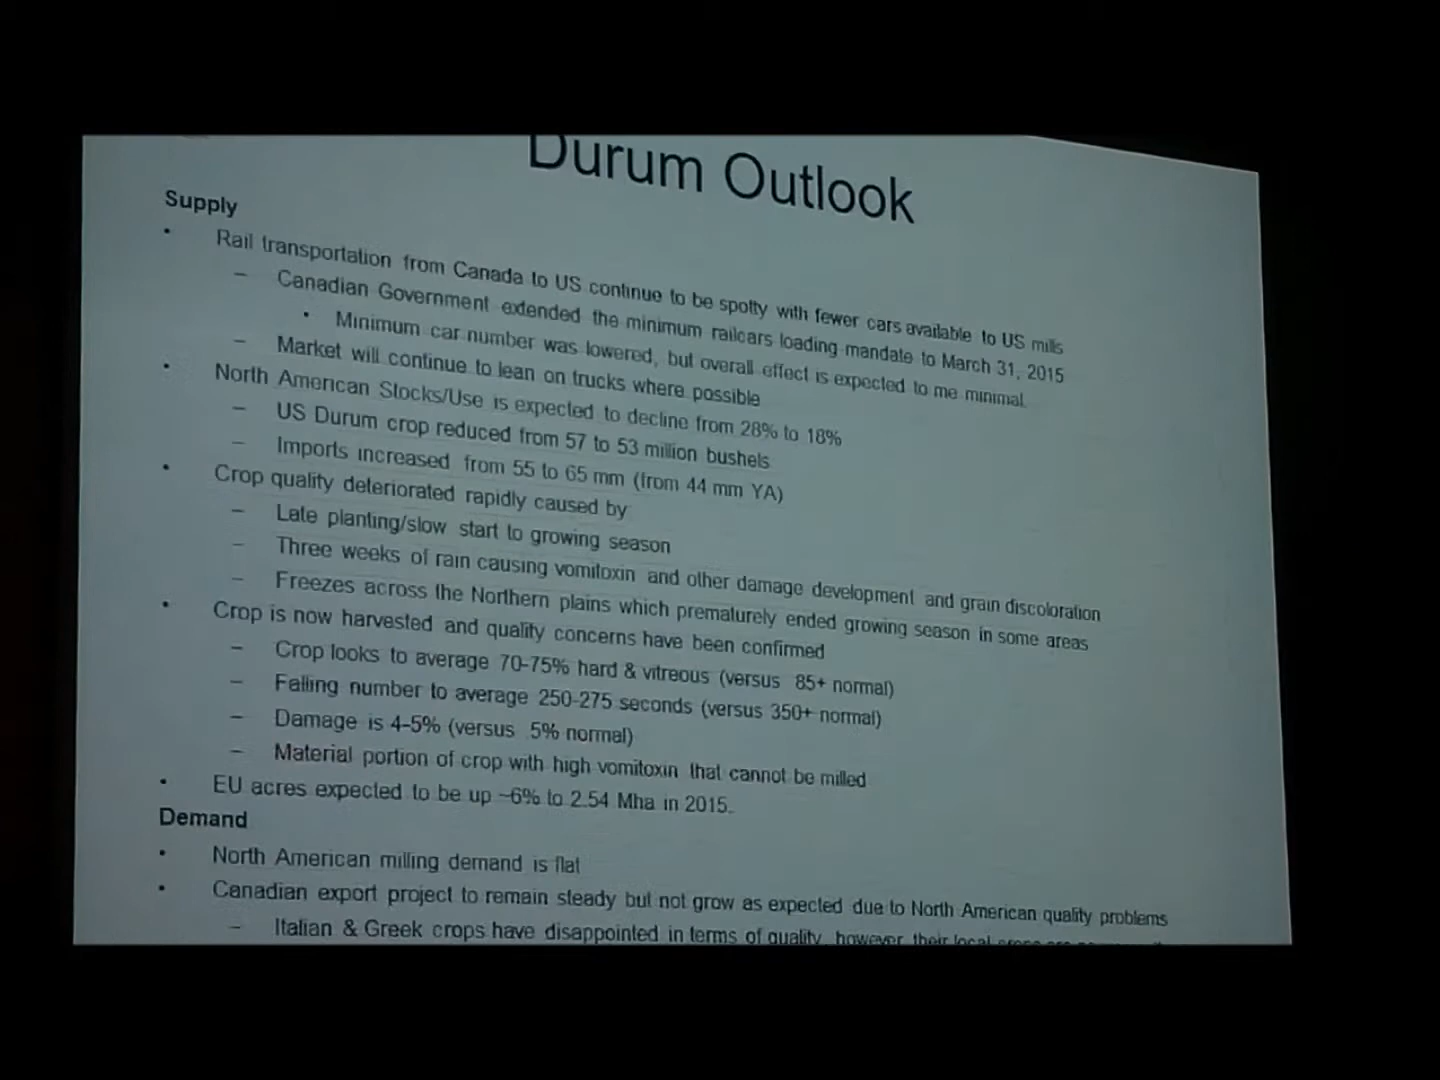 Durum Outlook
Supply
• Rail transportation from Canada to US continue to be spotty with fewer cars available to US mills
– Canadian Government extended the minimum railcars loading mandate to March 31, 2015
• Minimum car number was lowered, but overall effect is expected to me minimal.
– Market will continue to lean on trucks where possible
• North American Stocks/Use is expected to decline from 28% to 18%
– US Durum crop reduced from 57 to 53 million bushels
– Imports increased from 55 to 65 mm (from 44 mm YA)
• Crop quality deteriorated rapidly caused by
– Late planting/slow start to growing season
– Three weeks of rain causing vomitoxin and other damage development and grain discoloration
– Freezes across the Northern plains which prematurely ended growing season in some areas
• Crop is now harvested and quality concerns have been confirmed
– Crop looks to average 70-75% hard & vitreous (versus 85+ normal)
– Falling number to average 250-275 seconds (versus 350+ normal)
– Damage is 4-5% (versus .5% normal)
– Material portion of crop with high vomitoxin that cannot be milled
• EU acres expected to be up ~6% to 2.54 Mha in 2015.
Demand
• North American milling demand is flat
• Canadian export project to remain steady but not grow as expected due to North American quality problems
– Italian & Greek crops have disappointed in terms of quality, however their local